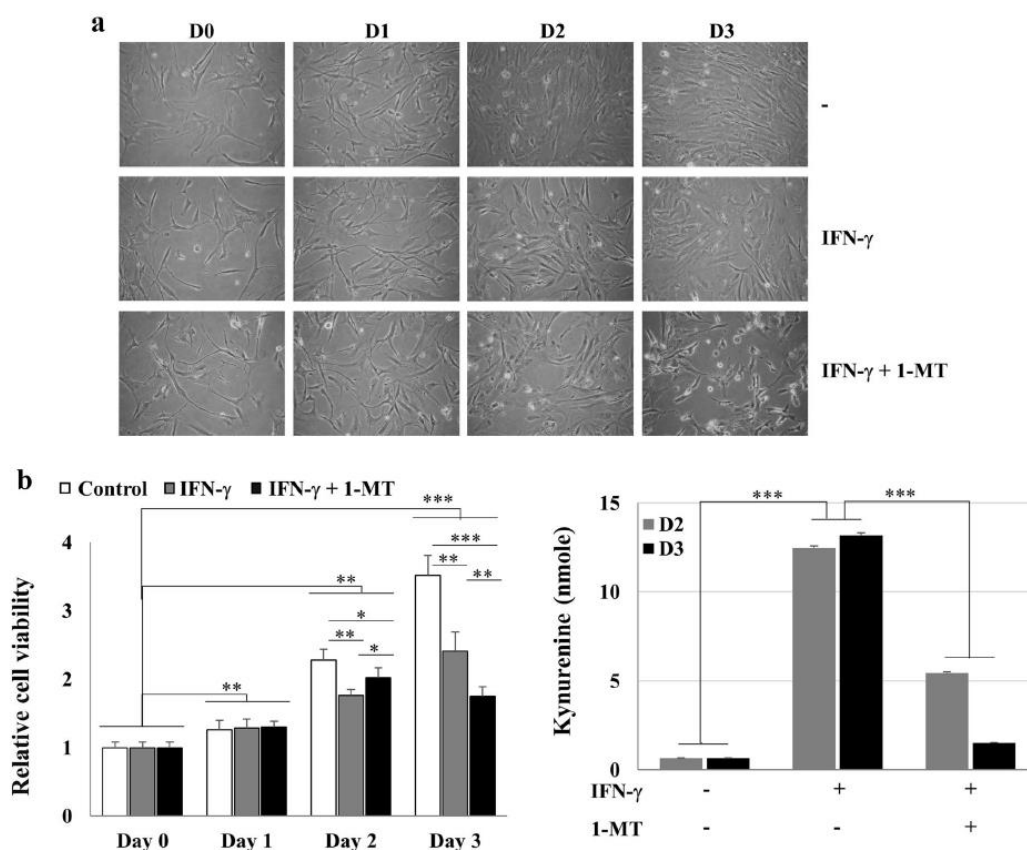 a
D0 D1 D2 D3
-
IFN-γ
IFN-γ + 1-MT
b
Control IFN-γ IFN-γ + 1-MT
Relative cell viability
4
3
2
1
0
Day 0 Day 1 Day 2 Day 3
**
**
*
**
*
***
***
**
**
D2
D3
Kynurenine (nmole)
15
10
5
0
*** ***
IFN-γ - + +
1-MT - - +